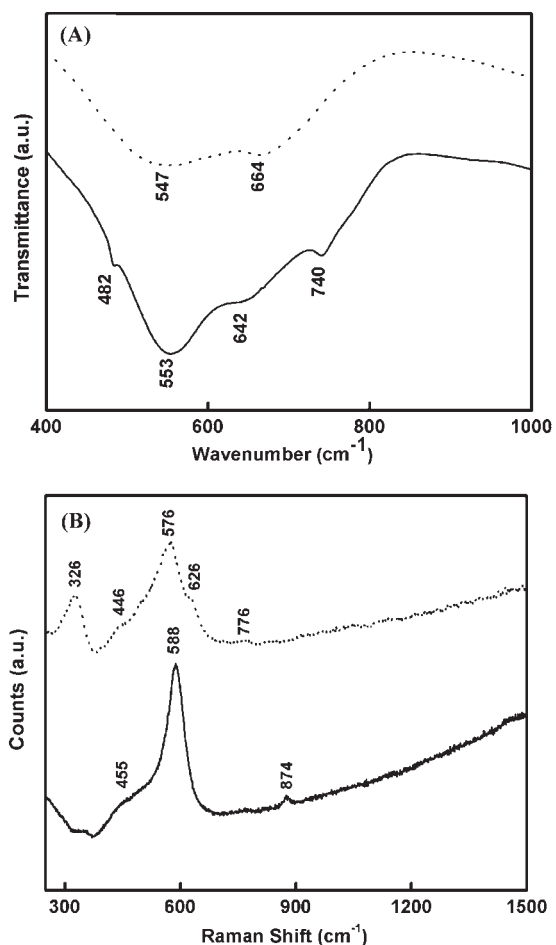 (A)
Transmittance (a.u.)
547
664
482
553
642
740
400 600 800 1000
Wavenumber (cm-1)
(B)
Counts (a.u.)
326
446
576
626
776
588
455
874
300 600 900 1200 1500
Raman Shift (cm-1)